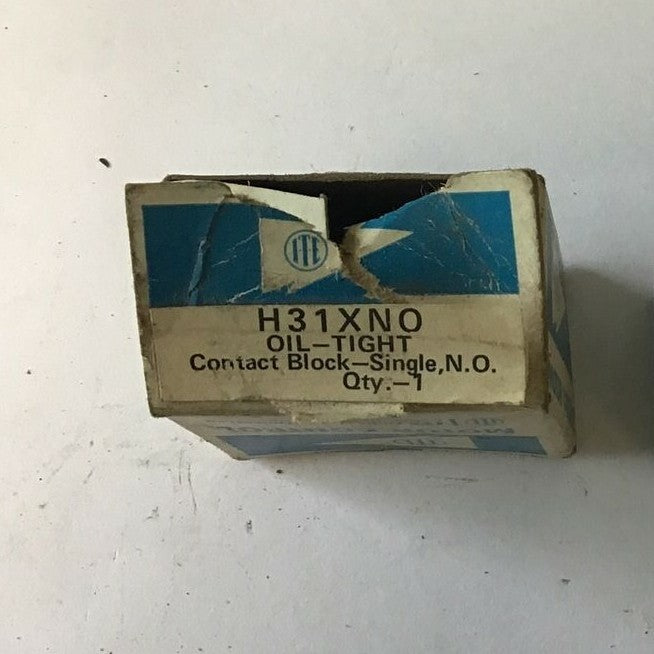 ITE
H31XNO
OIL-TIGHT
Contact Block-Single, N.O.
Qty.-1